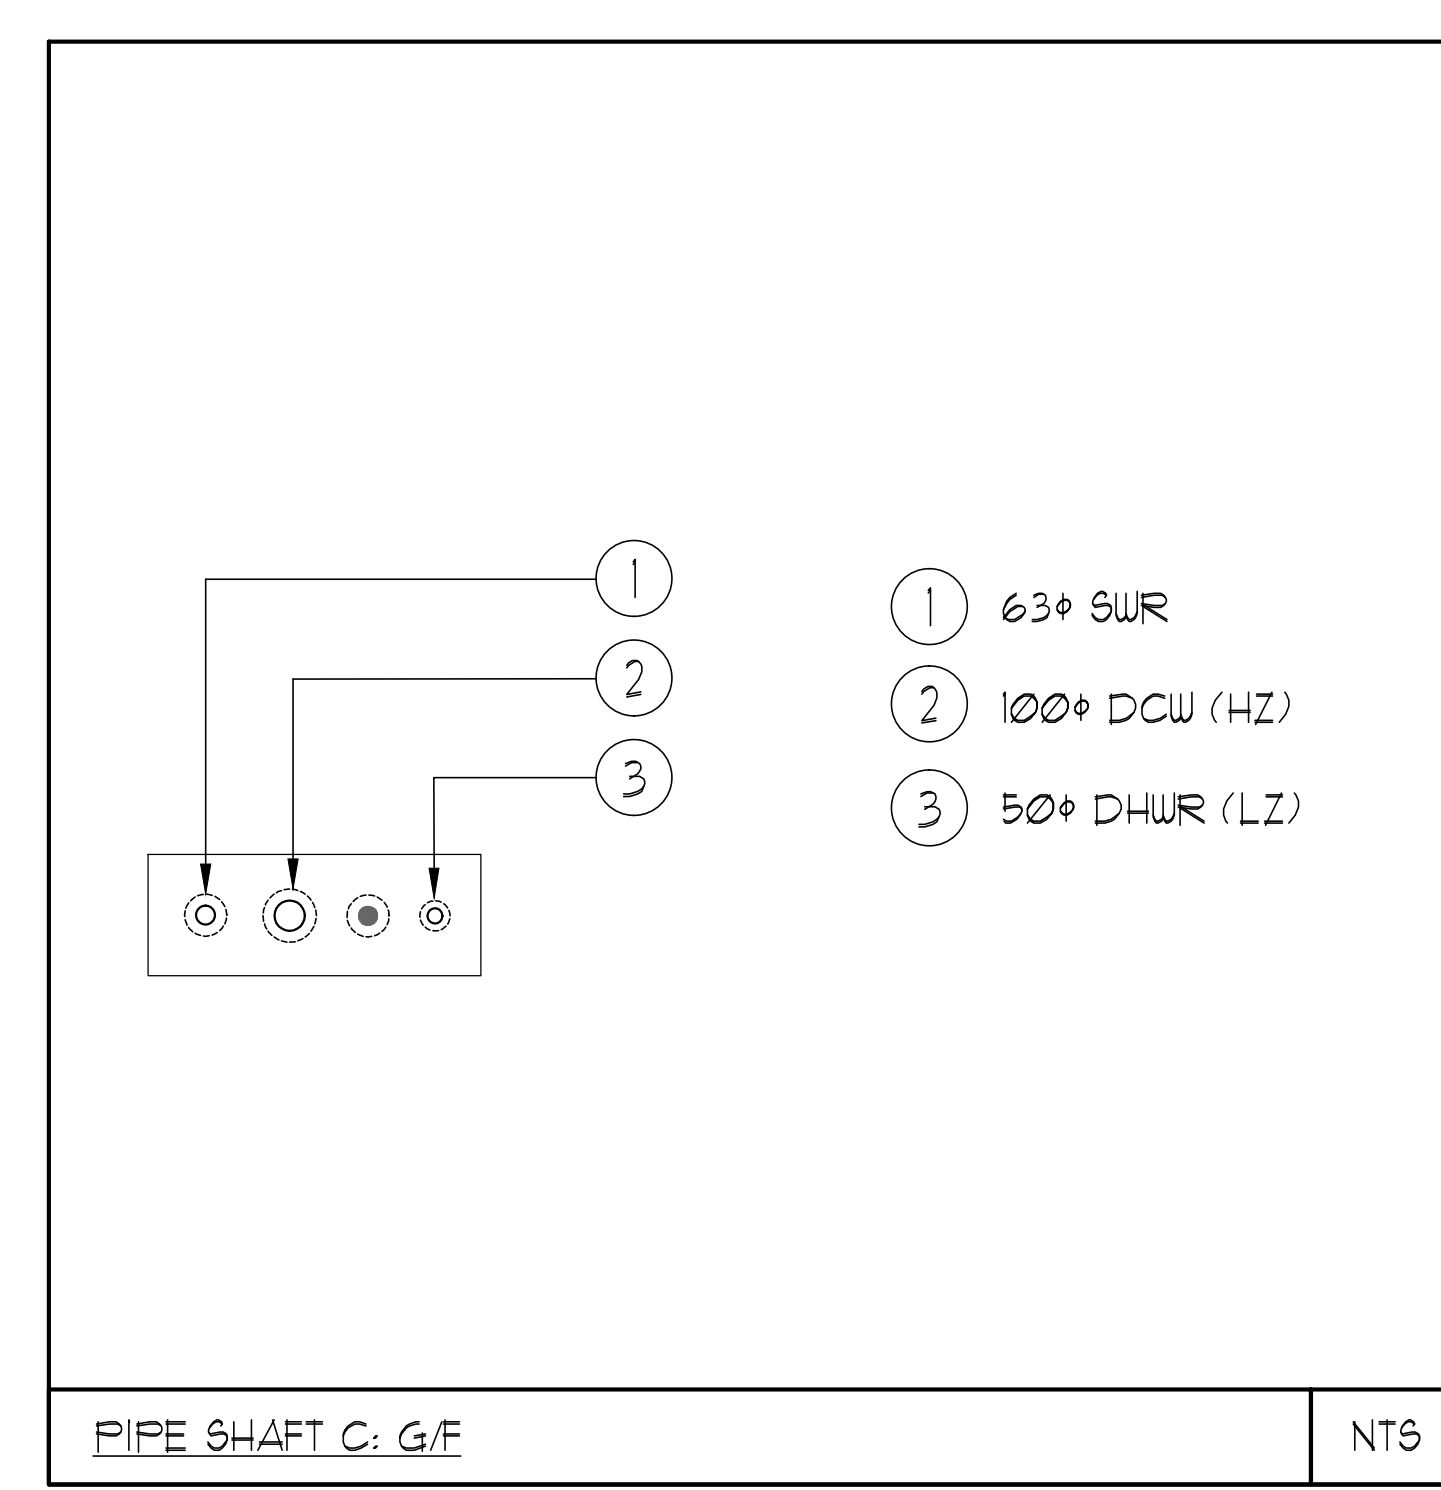 1
2
3
1 63ϕ SWR
2 100ϕ DCW (HZ)
3 50ϕ DHWR (LZ)
PIPE SHAFT C: G/F
NTS